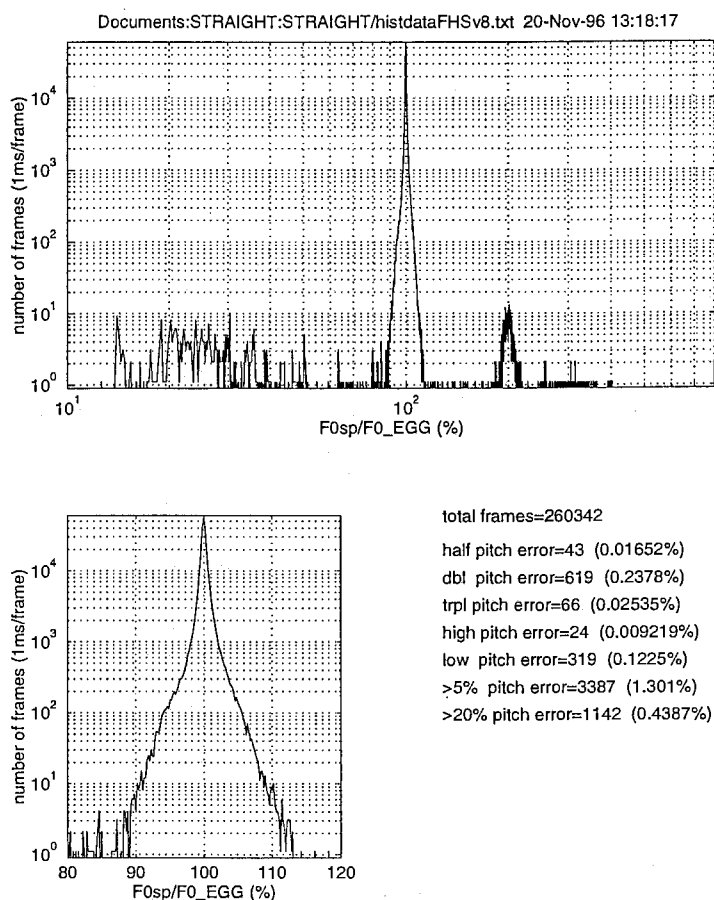 Documents:STRAIGHT:STRAIGHT/histdataFHSv8.txt 20-Nov-96 13:18:17
number of frames (1ms/frame)
10^4
10^3
10^2
10^1
10^0
10^1
10^2
F0sp/F0_EGG (%)
number of frames (1ms/frame)
10^4
10^3
10^2
10^1
10^0
80
90
100
110
120
F0sp/F0_EGG (%)
total frames=260342
half pitch error=43 (0.01652%)
dbl pitch error=619 (0.2378%)
trpl pitch error=66 (0.02535%)
high pitch error=24 (0.009219%)
low pitch error=319 (0.1225%)
>5% pitch error=3387 (1.301%)
>20% pitch error=1142 (0.4387%)